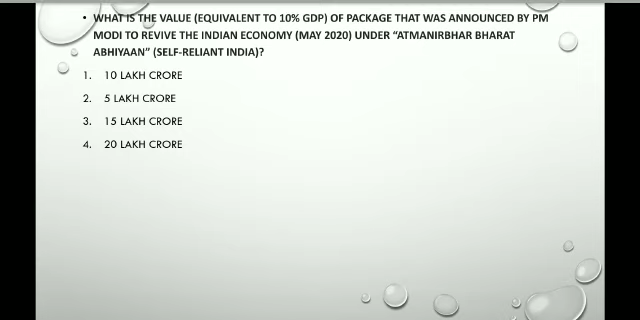 • WHAT IS THE VALUE (EQUIVALENT TO 10% GDP) OF PACKAGE THAT WAS ANNOUNCED BY PM
MODI TO REVIVE THE INDIAN ECONOMY (MAY 2020) UNDER “ATMANIRBHAR BHARAT
ABHIYAAN” (SELF-RELIANT INDIA)?
1. 10 LAKH CRORE
2. 5 LAKH CRORE
3. 15 LAKH CRORE
4. 20 LAKH CRORE